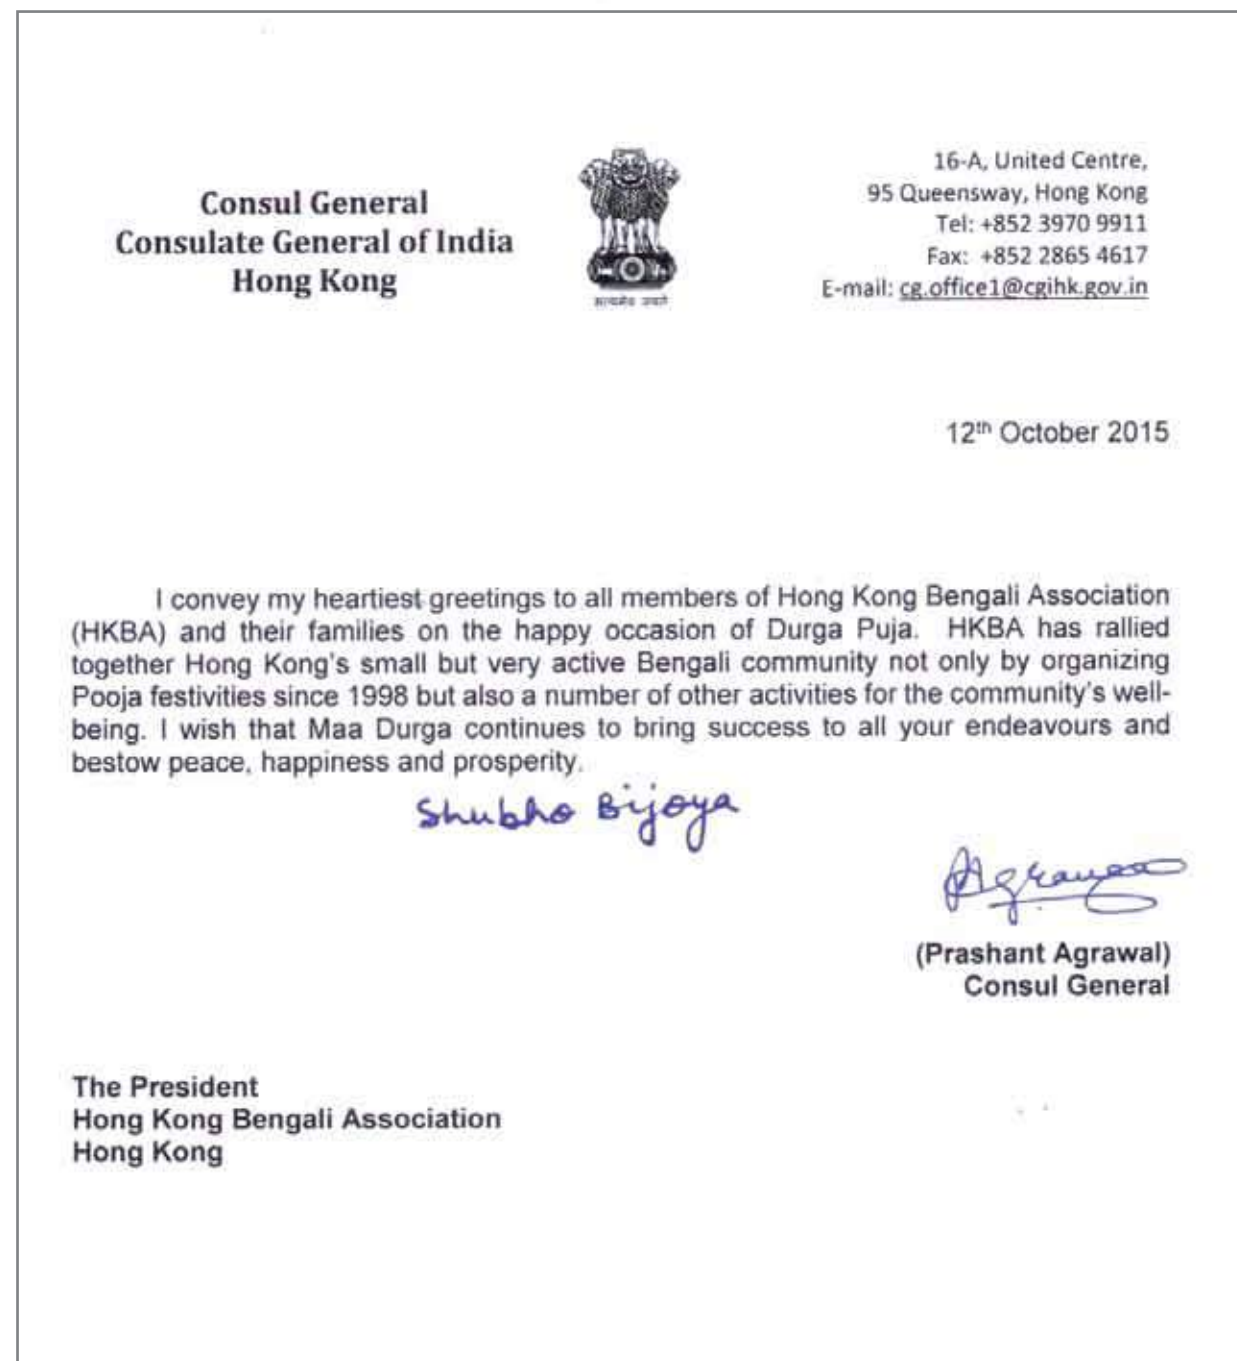 Consul General
Consulate General of India
Hong Kong
सत्यमेव जयते
16-A, United Centre,
95 Queensway, Hong Kong
Tel: +852 3970 9911
Fax: +852 2865 4617
E-mail: cg.office1@cgihk.gov.in
12th October 2015
I convey my heartiest greetings to all members of Hong Kong Bengali Association
(HKBA) and their families on the happy occasion of Durga Puja. HKBA has rallied
together Hong Kong's small but very active Bengali community not only by organizing
Pooja festivities since 1998 but also a number of other activities for the community's well-
being. I wish that Maa Durga continues to bring success to all your endeavours and
bestow peace, happiness and prosperity.
Shubho Bijoya
(Prashant Agrawal)
Consul General
The President
Hong Kong Bengali Association
Hong Kong